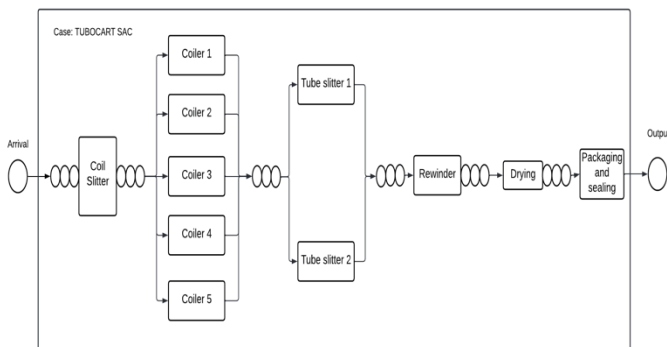 Case: TUBOCART SAC
Arrival
Coil
Slitter
Coiler 1
Coiler 2
Coiler 3
Coiler 4
Coiler 5
Tube slitter 1
Tube slitter 2
Rewinder
Drying
Packaging
and
sealing
Outpu